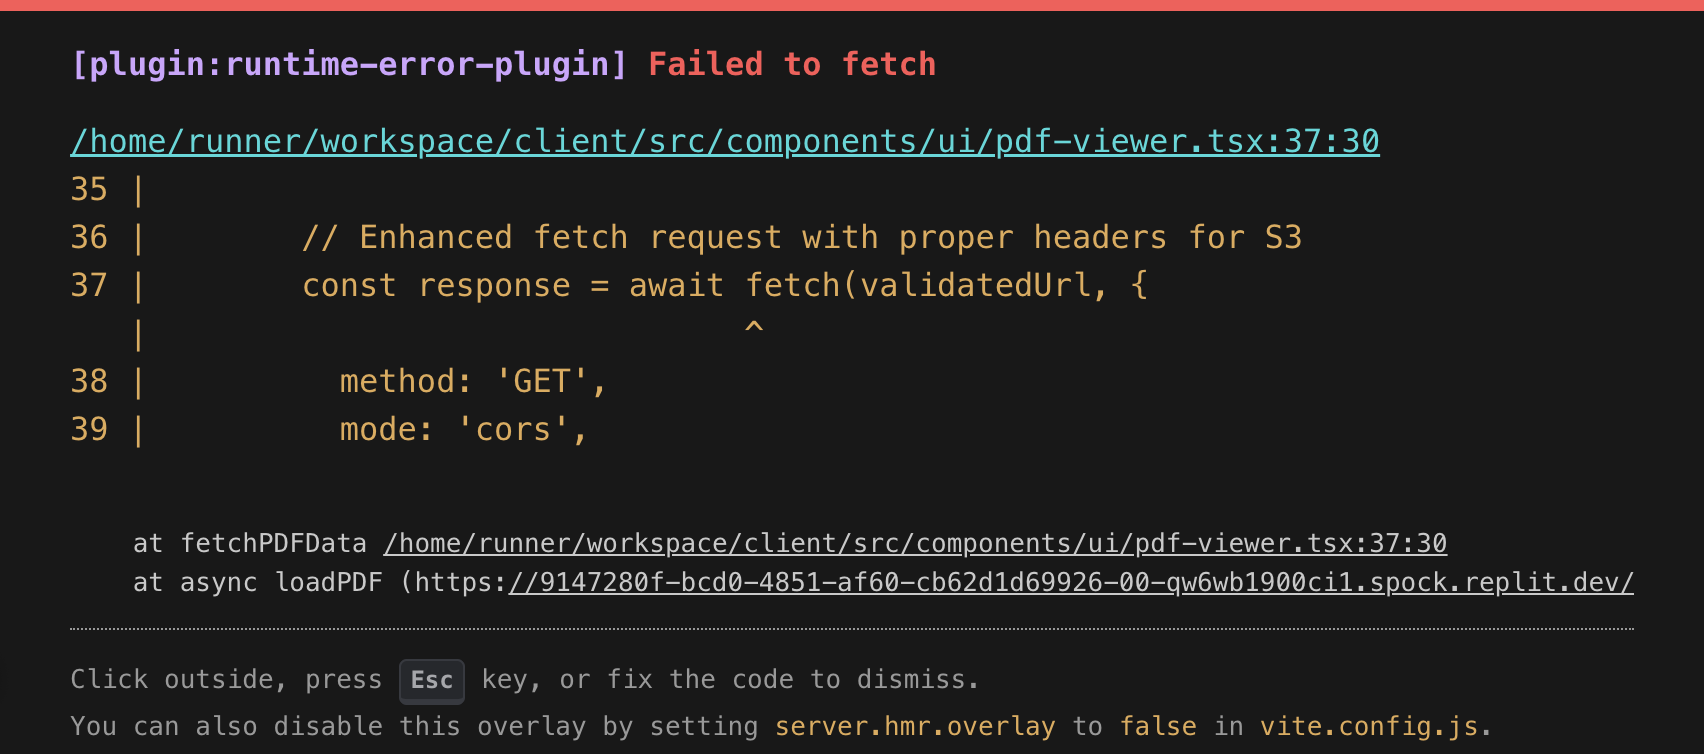 [plugin:runtime-error-plugin] Failed to fetch
/home/runner/workspace/client/src/components/ui/pdf-viewer.tsx:37:30
35 |
36 |        // Enhanced fetch request with proper headers for S3
37 |        const response = await fetch(validatedUrl, {
   |                               ^
38 |          method: 'GET',
39 |          mode: 'cors',
at fetchPDFData /home/runner/workspace/client/src/components/ui/pdf-viewer.tsx:37:30
at async loadPDF (https://9147280f-bcd0-4851-af60-cb62d1d69926-00-qw6wb1900ci1.spock.replit.dev/
Click outside, press Esc key, or fix the code to dismiss.
You can also disable this overlay by setting server.hmr.overlay to false in vite.config.js.